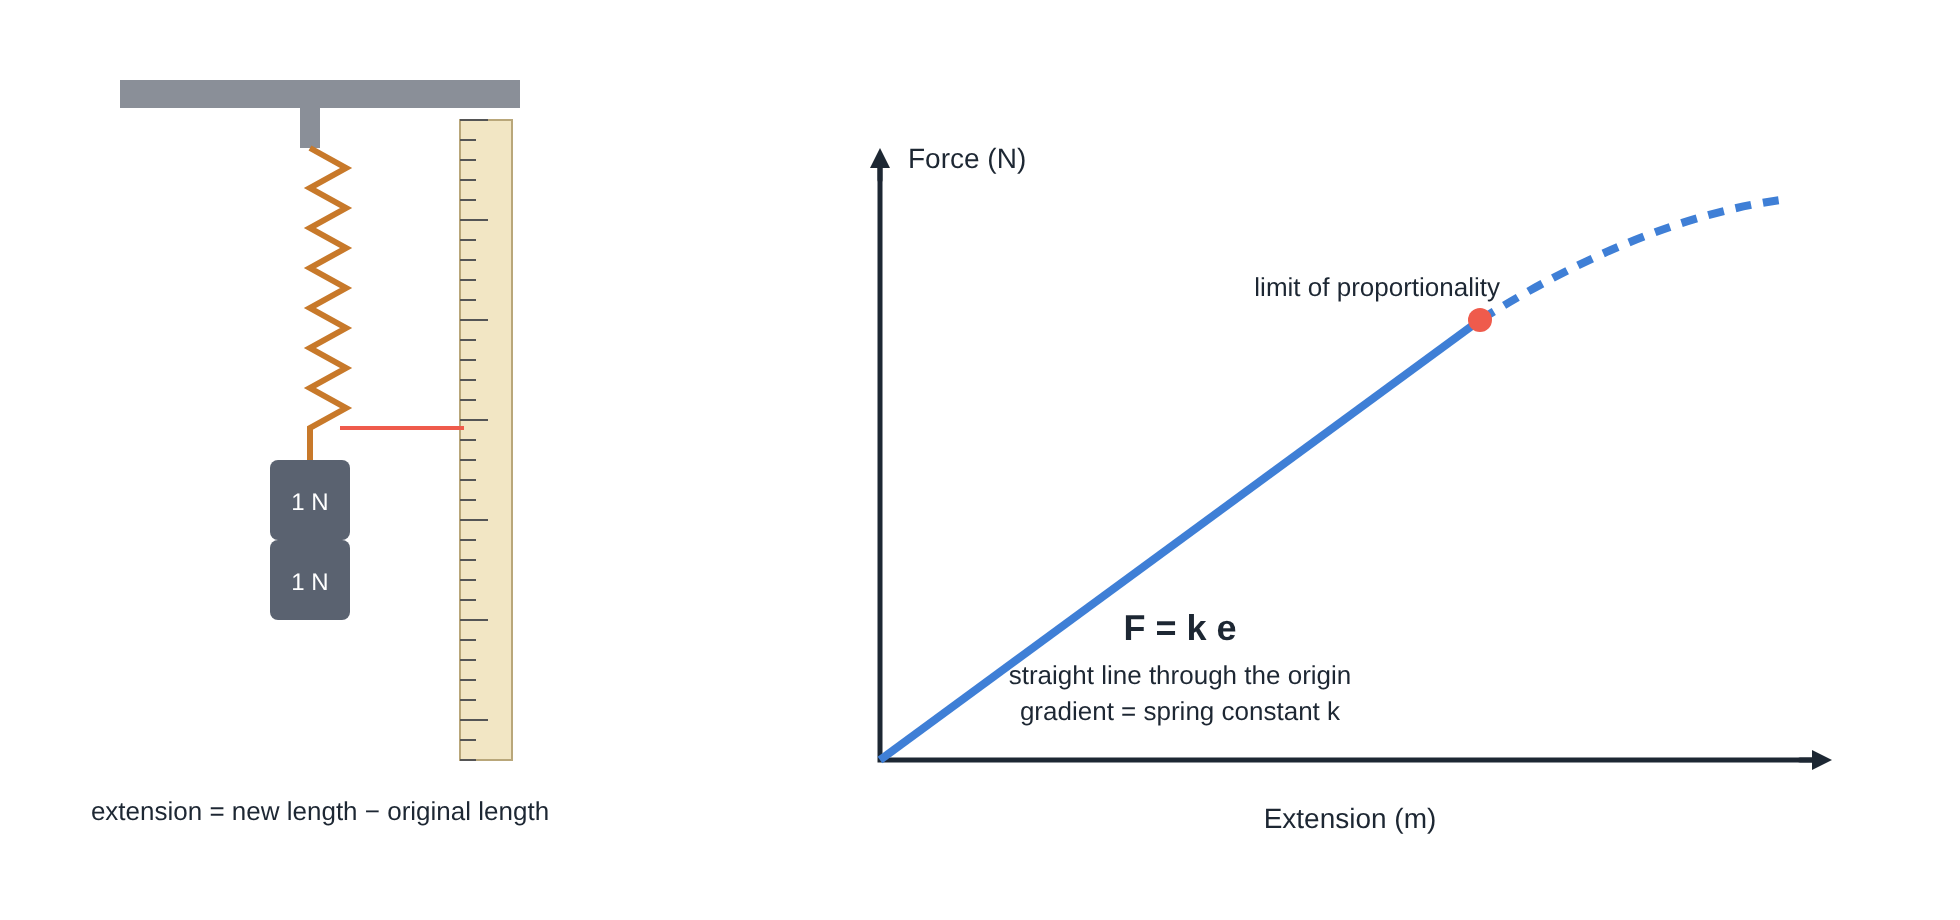 1 N
1 N
extension = new length − original length
Force (N)
limit of proportionality
F = k e
straight line through the origin
gradient = spring constant k
Extension (m)